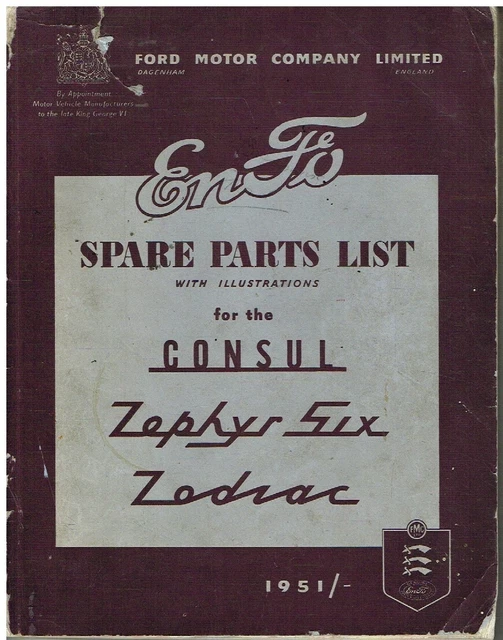 FORD MOTOR COMPANY LIMITED
DAGENHAM ENGLAND
By Appointment
Motor Vehicle Manufacturers
to the late King George VI
EnFo
SPARE PARTS LIST
WITH ILLUSTRATIONS
for the
CONSUL
Zephyr Six
Zodiac
FMC
EnFo
1951/-